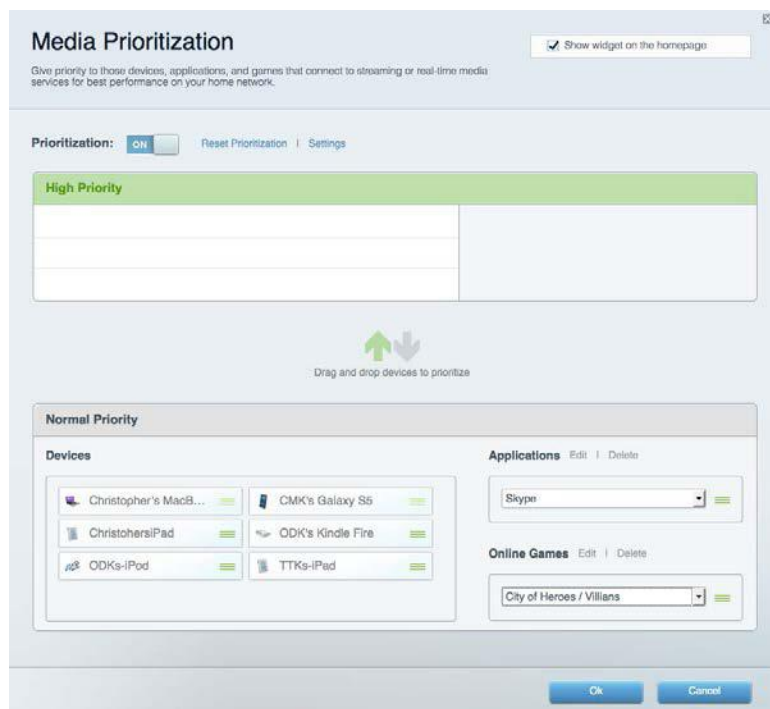 Media Prioritization
Show widget on the homepage
Give priority to those devices, applications, and games that connect to streaming or real-time media
services for best performance on your home network.
Prioritization: ON Reset Prioritization | Settings
High Priority
Drag and drop devices to prioritize
Normal Priority
Devices
Christopher's MacB...
CMK's Galaxy S5
ChristohersiPad
ODK's Kindle Fire
ODKs-iPod
TTKs-iPad
Applications Edit | Delete
Skype
Online Games Edit | Delete
City of Heroes / Villians
Ok
Cancel